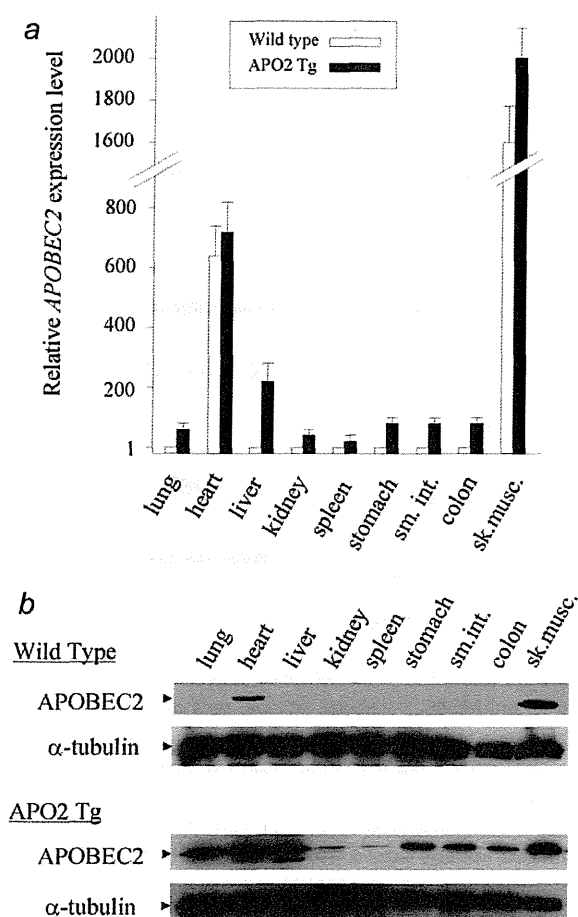 a
Wild type
APO2 Tg
Relative APOBEC2 expression level
2000
1600
800
600
400
200
1
lung
heart
liver
kidney
spleen
stomach
sm. int.
colon
sk.musc.
b
lung
heart
liver
kidney
spleen
stomach
sm.int.
colon
sk.musc.
Wild Type
APOBEC2
α-tubulin
APO2 Tg
APOBEC2
α-tubulin